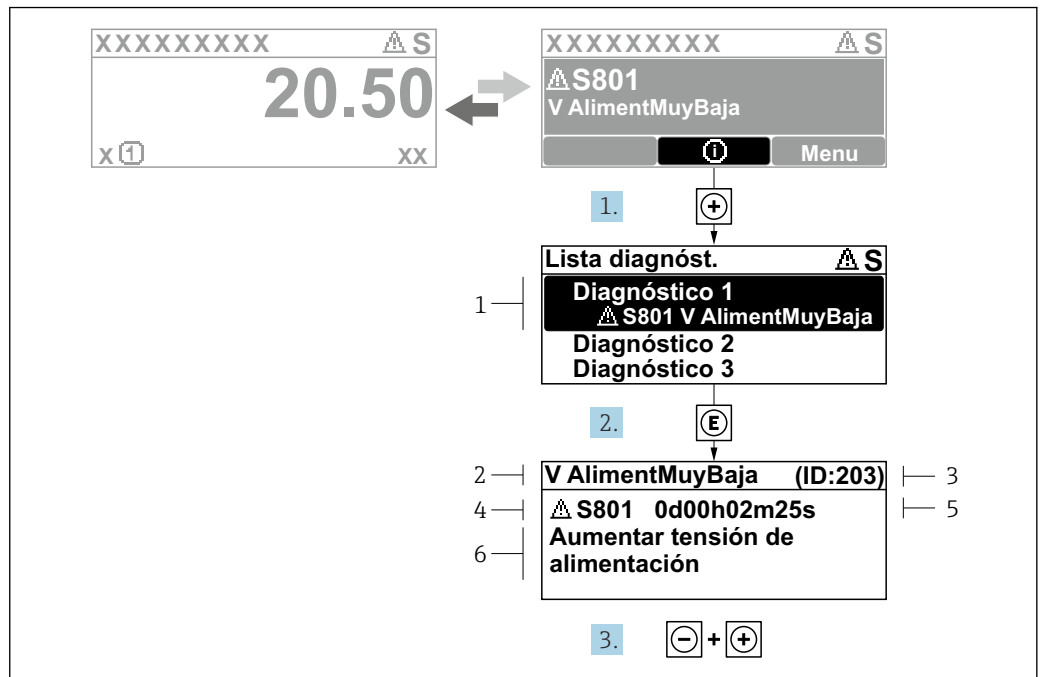 XXXXXXXXX ⚠ S
20.50
X ① XX
XXXXXXXXX ⚠ S
⚠S801
V AlimentMuyBaja
ⓘ Menu
1. +
Lista diagnóst. ⚠ S
1
Diagnóstico 1
⚠ S801 V AlimentMuyBaja
Diagnóstico 2
Diagnóstico 3
2. E
2 V AlimentMuyBaja (ID:203) 3
4 ⚠ S801 0d00h02m25s 5
6 Aumentar tensión de
alimentación
3. - + +